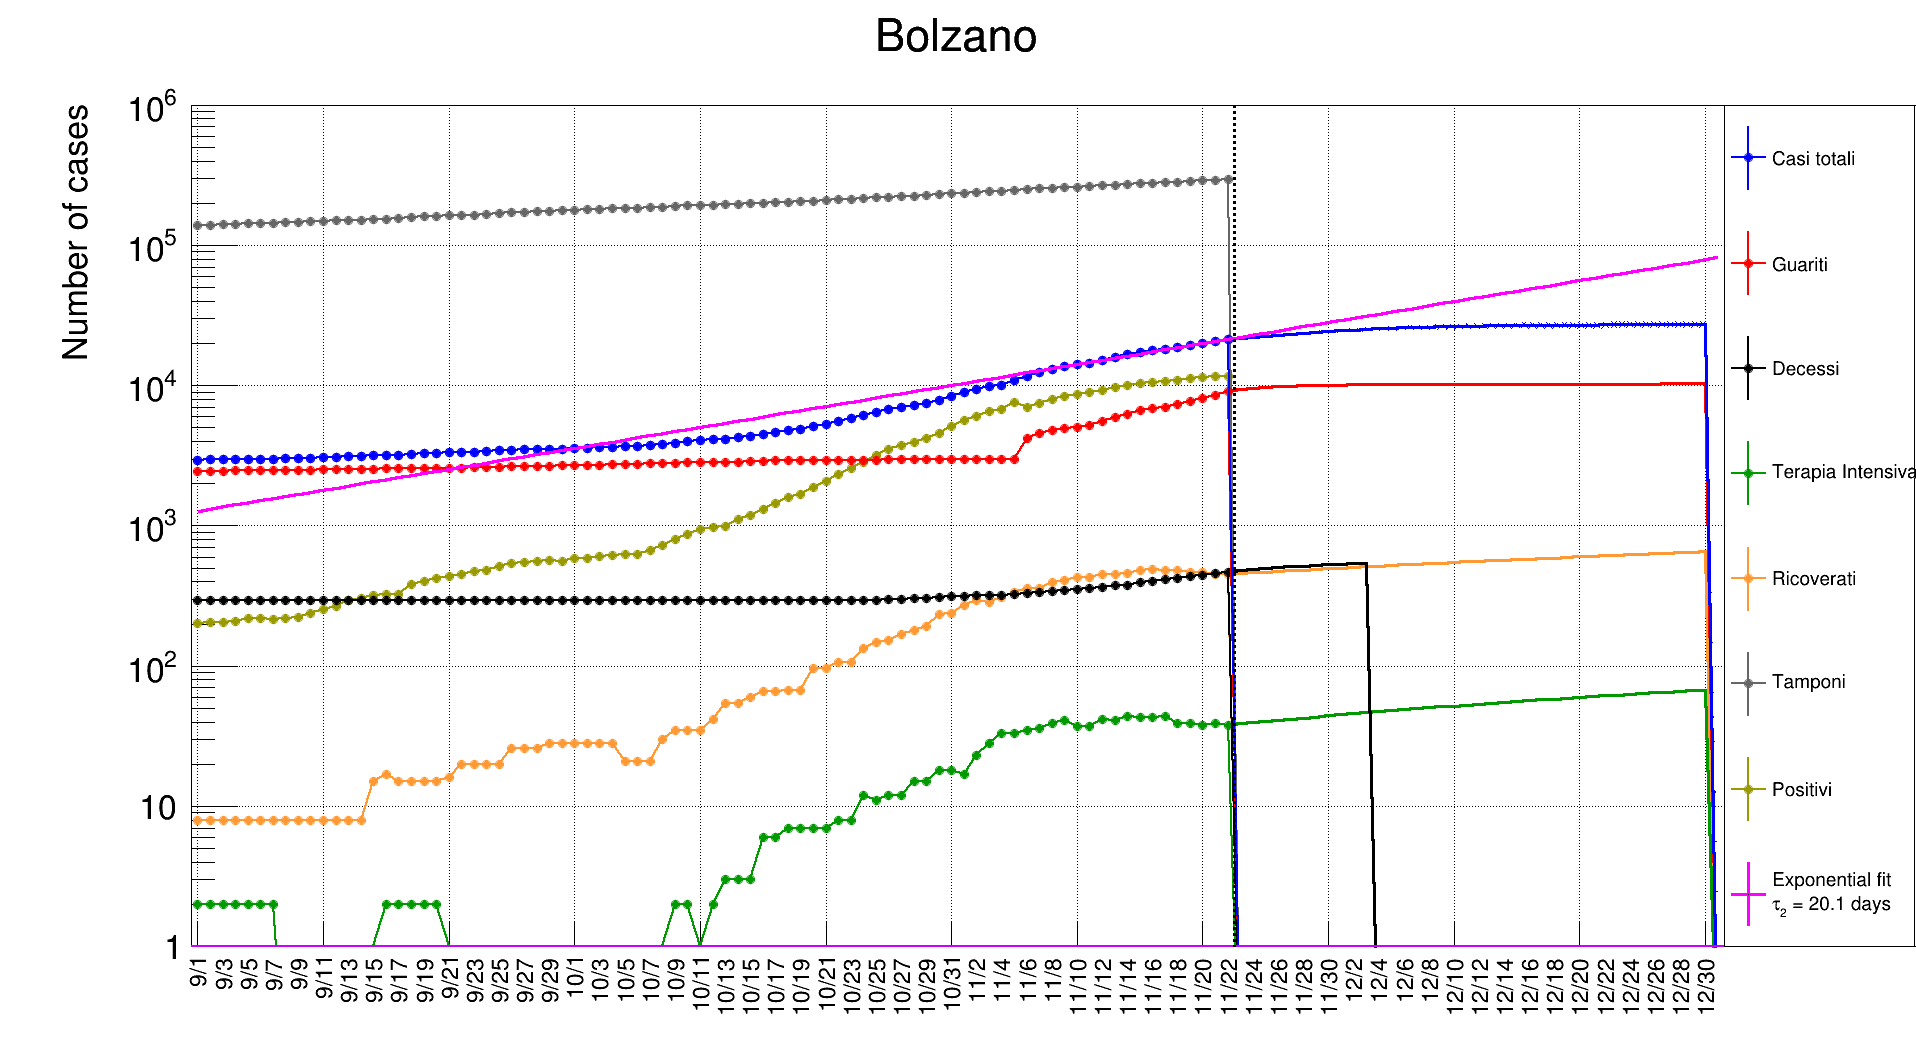 Bolzano
Number of cases
10^6
10^5
10^4
10^3
10^2
10
1
9/1 9/3 9/5 9/7 9/9 9/11 9/13 9/15 9/17 9/19 9/21 9/23 9/25 9/27 9/29 10/1 10/3 10/5 10/7 10/9 10/11 10/13 10/15 10/17 10/19 10/21 10/23 10/25 10/27 10/29 10/31 11/2 11/4 11/6 11/8 11/10 11/12 11/14 11/16 11/18 11/20 11/22 11/24 11/26 11/28 11/30 12/2 12/4 12/6 12/8 12/10 12/12 12/14 12/16 12/18 12/20 12/22 12/24 12/26 12/28 12/30
Casi totali
Guariti
Decessi
Terapia Intensiva
Ricoverati
Tamponi
Positivi
Exponential fit
τ₂ = 20.1 days